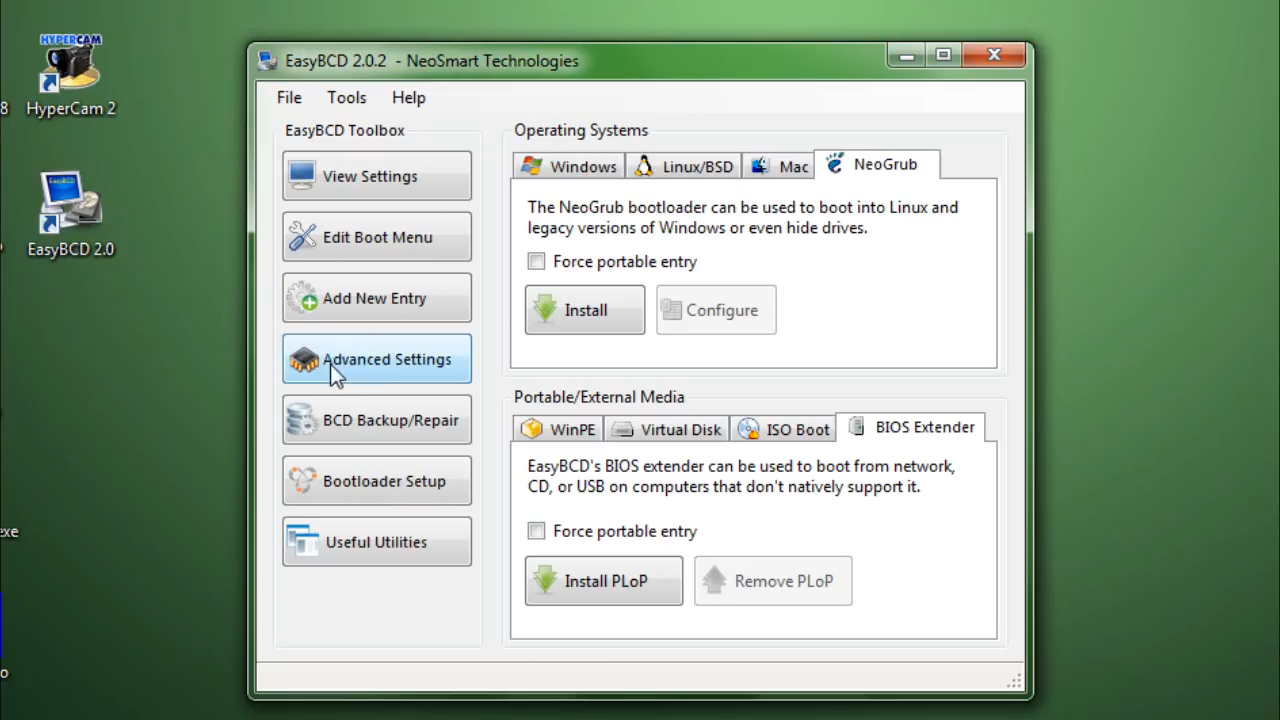 HYPERCAM
8
HyperCam 2
EasyBCD
EasyBCD 2.0
exe
o
EasyBCD 2.0.2 - NeoSmart Technologies
File Tools Help
EasyBCD Toolbox
View Settings
Edit Boot Menu
Add New Entry
Advanced Settings
BCD Backup/Repair
Bootloader Setup
Useful Utilities
Operating Systems
Windows Linux/BSD Mac NeoGrub
The NeoGrub bootloader can be used to boot into Linux and
legacy versions of Windows or even hide drives.
Force portable entry
Install Configure
Portable/External Media
WinPE Virtual Disk ISO Boot BIOS Extender
EasyBCD's BIOS extender can be used to boot from network,
CD, or USB on computers that don't natively support it.
Force portable entry
Install PLoP Remove PLoP